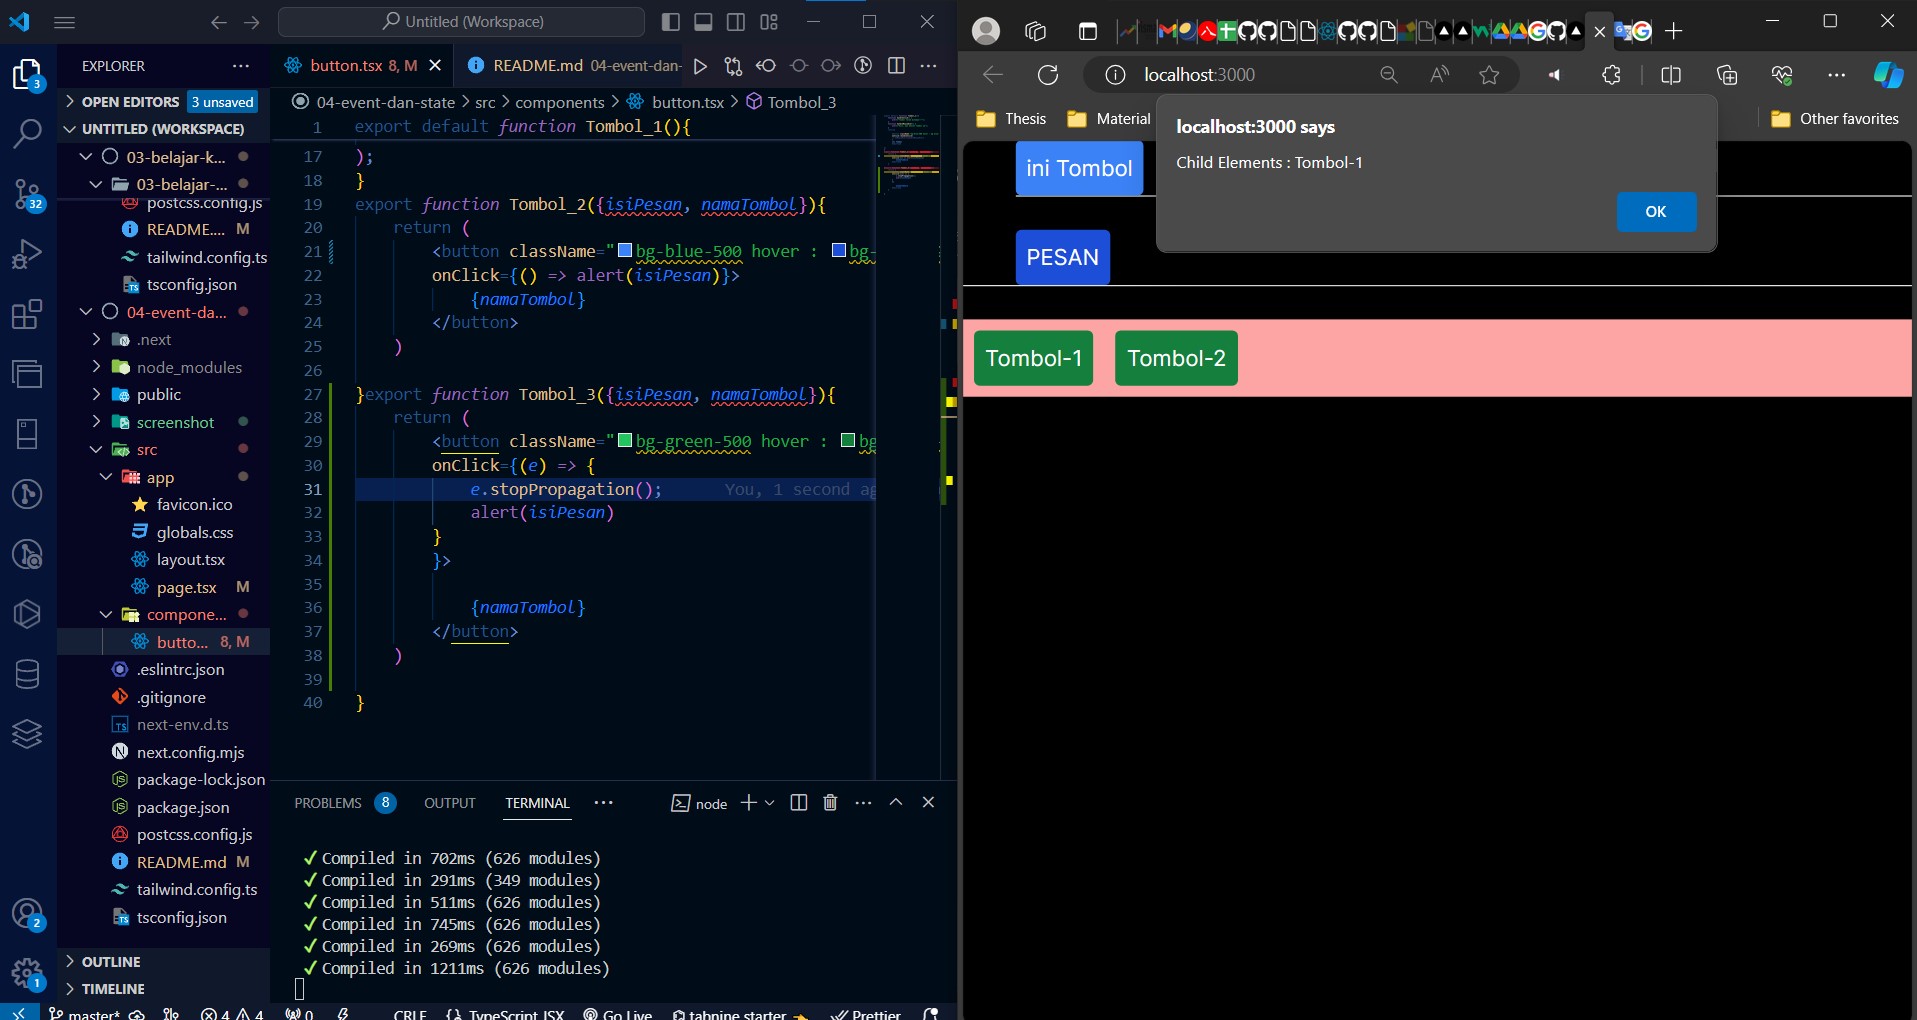 Untitled (Workspace)
EXPLORER
OPEN EDITORS 3 unsaved
UNTITLED (WORKSPACE)
03-belajar-k...
03-belajar-...
postcss.config.js
README.... M
tailwind.config.ts
tsconfig.json
04-event-da...
.next
node_modules
public
screenshot
src
app
favicon.ico
globals.css
layout.tsx
page.tsx M
compone...
butto... 8, M
.eslintrc.json
.gitignore
next-env.d.ts
next.config.mjs
package-lock.json
package.json
postcss.config.js
README.md M
tailwind.config.ts
tsconfig.json
OUTLINE
TIMELINE
3
32
2
1
button.tsx 8, M
README.md 04-event-dan-
04-event-dan-state > src > components > button.tsx > Tombol_3
1 export default function Tombol_1(){
17 );
18 }
19 export function Tombol_2({isiPesan, namaTombol}){
20 return (
21 <button className="bg-blue-500 hover : bg-
22 onClick={() => alert(isiPesan)}>
23 {namaTombol}
24 </button>
25 )
26
27 }export function Tombol_3({isiPesan, namaTombol}){
28 return (
29 <button className="bg-green-500 hover : bg
30 onClick={(e) => {
31 e.stopPropagation(); You, 1 second ag
32 alert(isiPesan)
33 }
34 }>
35
36 {namaTombol}
37 </button>
38 )
39
40 }
PROBLEMS 8 OUTPUT TERMINAL node
Compiled in 702ms (626 modules)
Compiled in 291ms (349 modules)
Compiled in 511ms (626 modules)
Compiled in 745ms (626 modules)
Compiled in 269ms (626 modules)
Compiled in 1211ms (626 modules)
master* 4 4 0 CRLF {} TypeScript JSX Go Live tabnine starter Prettier
localhost:3000
Thesis
Material
Other favorites
localhost:3000 says
Child Elements : Tombol-1
OK
ini Tombol
PESAN
Tombol-1
Tombol-2